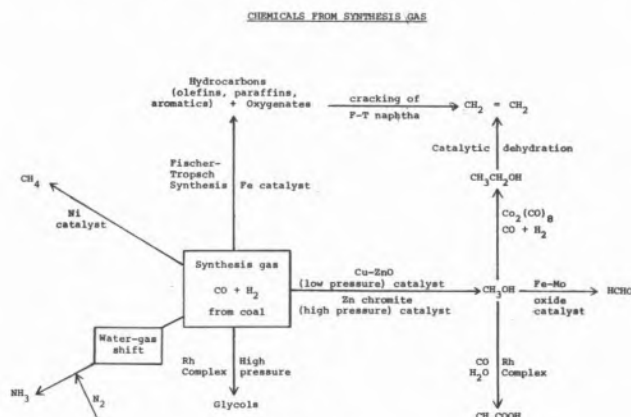 CHEMICALS FROM SYNTHESIS GAS
Hydrocarbons
(olefins, paraffins,
aromatics) + Oxygenates
cracking of
F-T naphtha
CH2 = CH2
Fischer-
Tropsch
Synthesis
Fe catalyst
Catalytic dehydration
CH4
CH3CH2OH
Ni
catalyst
Co2(CO)8
CO + H2
Synthesis gas
CO + H2
from coal
Cu-ZnO
(low pressure) catalyst
Zn chromite
(high pressure) catalyst
CH3OH
Fe-Mo
oxide
catalyst
HCHO
Water-gas
shift
Rh
Complex
High
pressure
CO
H2O
Rh
Complex
NH3
N2
Glycols
CH3COOH